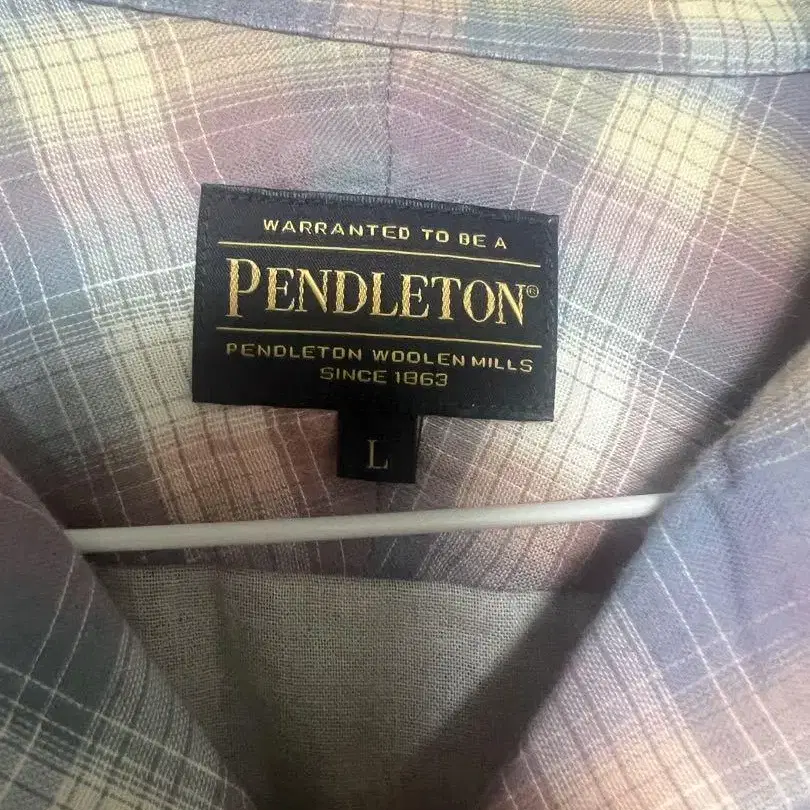 WARRANTED TO BE A
PENDLETON®
PENDLETON WOOLEN MILLS
SINCE 1863
L